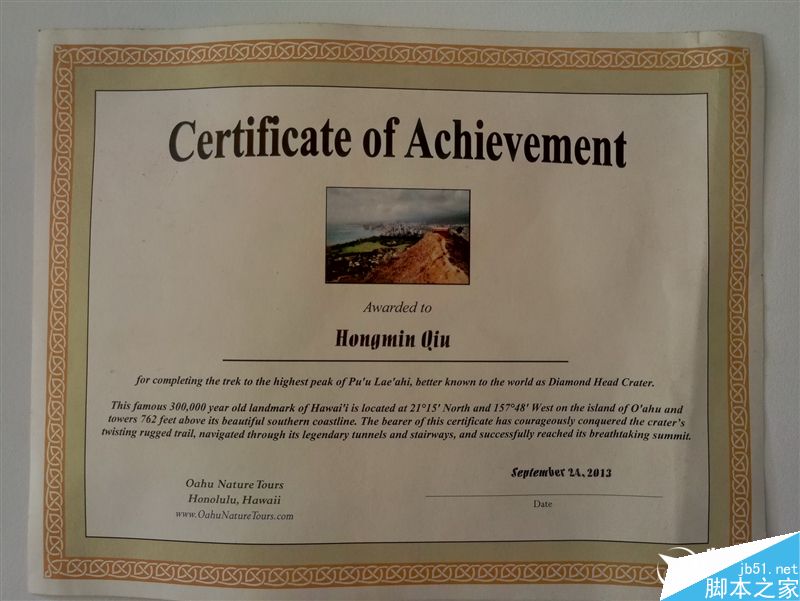 Certificate of Achievement
Awarded to
Hongmin Qiu
for completing the trek to the highest peak of Pu'u Lae'ahi, better known to the world as Diamond Head Crater.
This famous 300,000 year old landmark of Hawai'i is located at 21°15' North and 157°48' West on the island of O'ahu and
towers 762 feet above its beautiful southern coastline. The bearer of this certificate has courageously conquered the crater's
twisting rugged trail, navigated through its legendary tunnels and stairways, and successfully reached its breathtaking summit.
September 24, 2013
Date
Oahu Nature Tours
Honolulu, Hawaii
www.OahuNatureTours.com
jb51.net
脚本之家